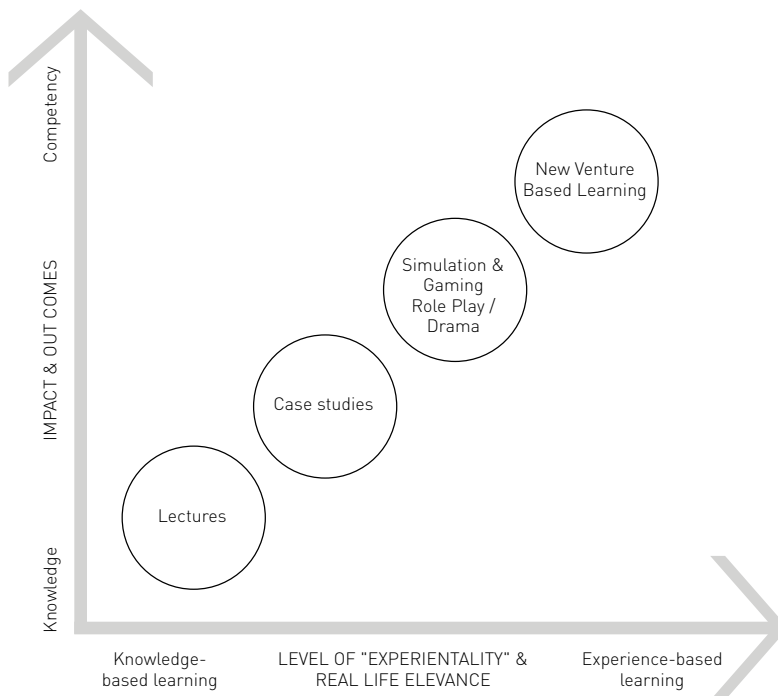 Competency
IMPACT & OUT COMES
Knowledge
New Venture
Based Learning
Simulation &
Gaming
Role Play /
Drama
Case studies
Lectures
Knowledge-
based learning
LEVEL OF "EXPERIENTALITY" &
REAL LIFE ELEVANCE
Experience-based
learning